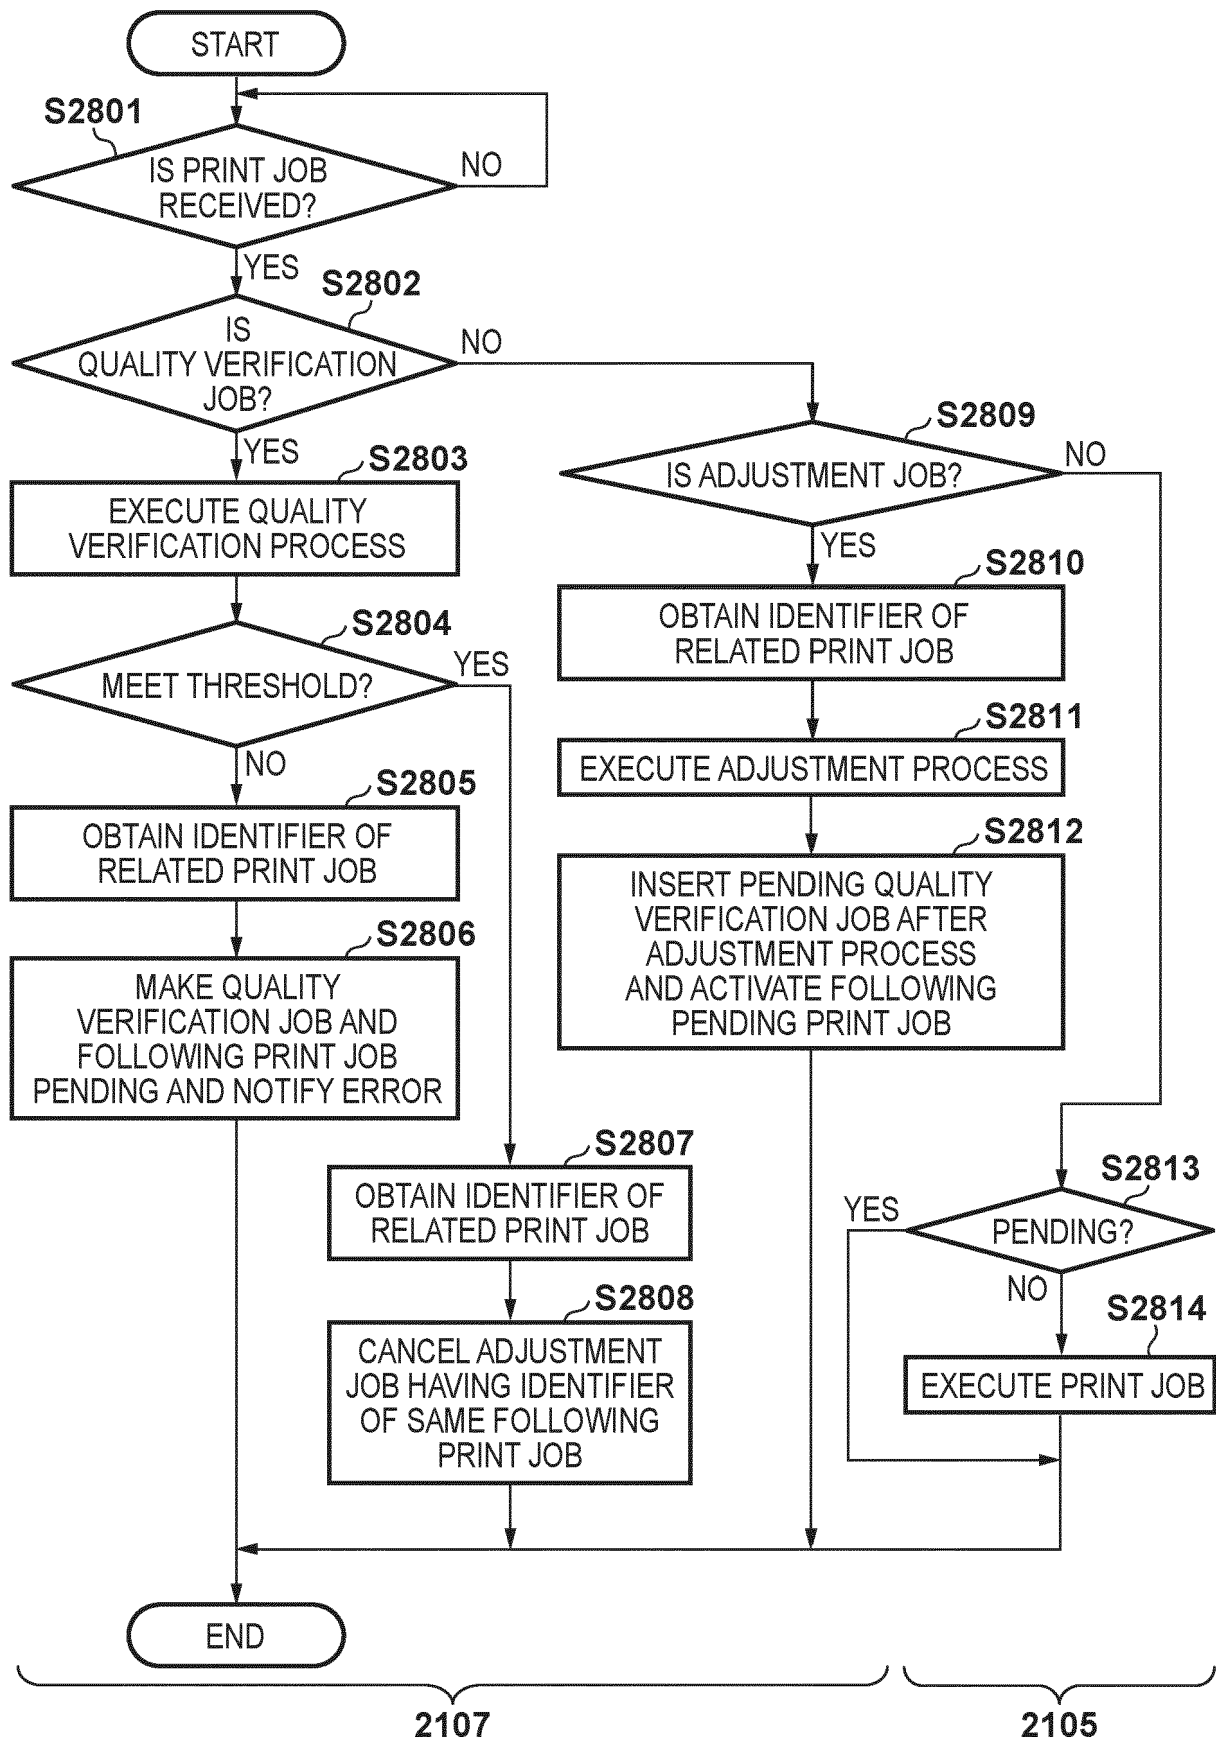 START
S2801
IS PRINT JOB
RECEIVED?
NO
YES
S2802
IS
QUALITY VERIFICATION
JOB?
NO
YES
S2803
EXECUTE QUALITY
VERIFICATION PROCESS
S2804
MEET THRESHOLD?
YES
NO
S2805
OBTAIN IDENTIFIER OF
RELATED PRINT JOB
S2806
MAKE QUALITY
VERIFICATION JOB AND
FOLLOWING PRINT JOB
PENDING AND NOTIFY ERROR
S2807
OBTAIN IDENTIFIER OF
RELATED PRINT JOB
S2808
CANCEL ADJUSTMENT
JOB HAVING IDENTIFIER
OF SAME FOLLOWING
PRINT JOB
S2809
IS ADJUSTMENT JOB?
NO
YES
S2810
OBTAIN IDENTIFIER OF
RELATED PRINT JOB
S2811
EXECUTE ADJUSTMENT PROCESS
S2812
INSERT PENDING QUALITY
VERIFICATION JOB AFTER
ADJUSTMENT PROCESS
AND ACTIVATE FOLLOWING
PENDING PRINT JOB
S2813
YES
PENDING?
NO
S2814
EXECUTE PRINT JOB
END
2107
2105